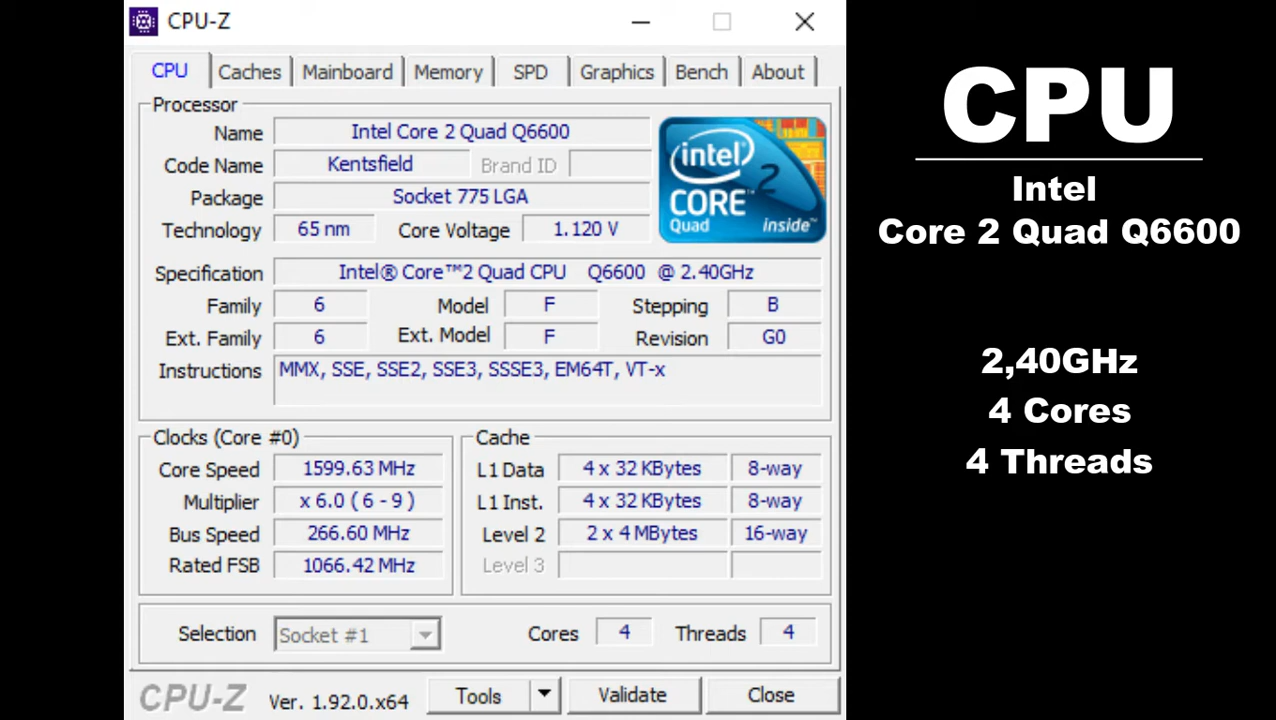 CPU-Z
CPU Caches Mainboard Memory SPD Graphics Bench About
Processor
Name Intel Core 2 Quad Q6600
Code Name Kentsfield Brand ID
Package Socket 775 LGA
Technology 65 nm Core Voltage 1.120 V
intel CORE 2 Quad inside™
Specification Intel® Core™2 Quad CPU Q6600 @ 2.40GHz
Family 6 Model F Stepping B
Ext. Family 6 Ext. Model F Revision G0
Instructions MMX, SSE, SSE2, SSE3, SSSE3, EM64T, VT-x
Clocks (Core #0)
Core Speed 1599.63 MHz
Multiplier x 6.0 ( 6 - 9 )
Bus Speed 266.60 MHz
Rated FSB 1066.42 MHz
Cache
L1 Data 4 x 32 KBytes 8-way
L1 Inst. 4 x 32 KBytes 8-way
Level 2 2 x 4 MBytes 16-way
Level 3
Selection Socket #1 Cores 4 Threads 4
CPU-Z Ver. 1.92.0.x64 Tools Validate Close
CPU
Intel
Core 2 Quad Q6600
2,40GHz
4 Cores
4 Threads